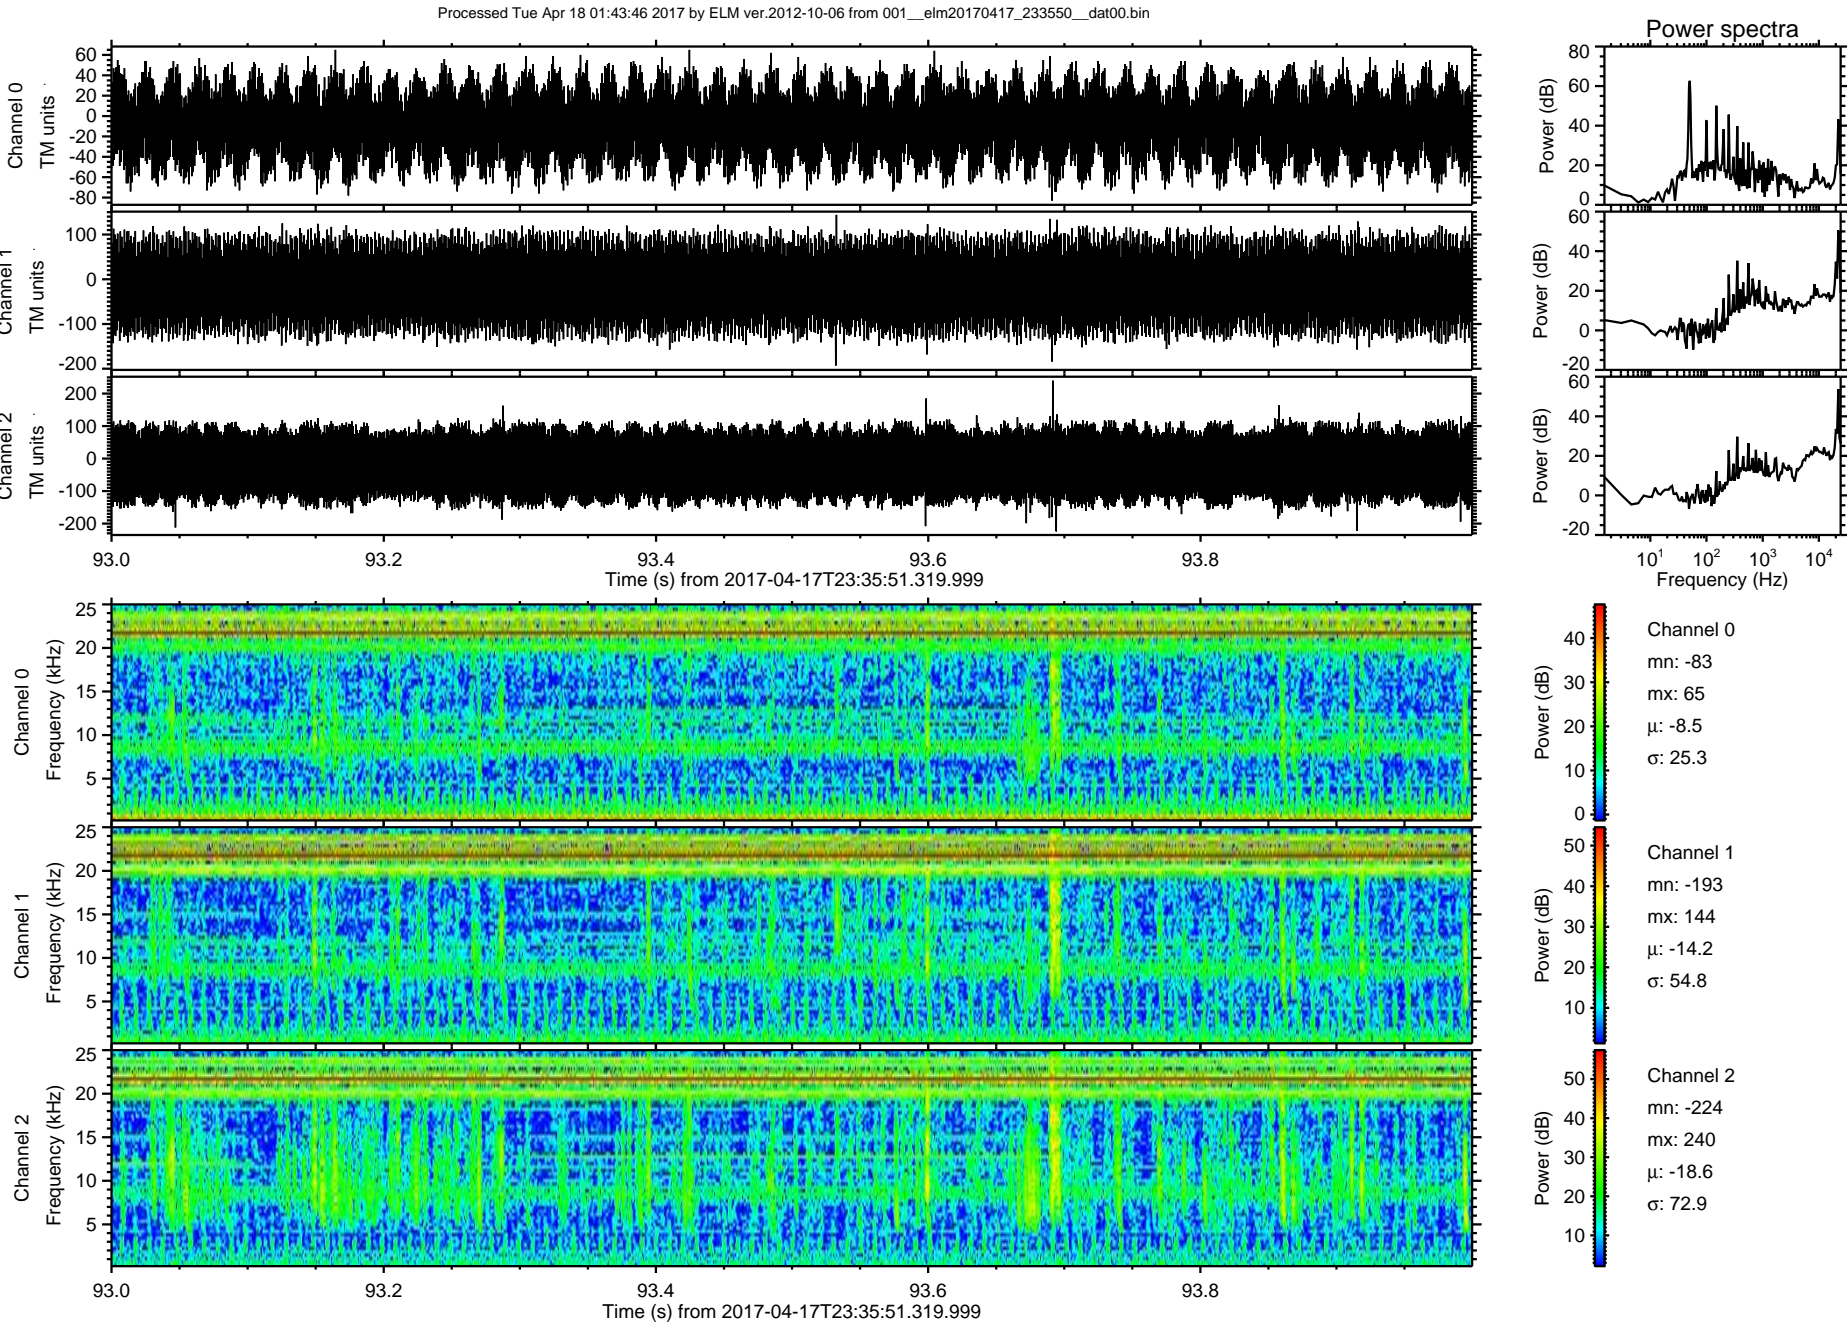 Processed Tue Apr 18 01:43:46 2017 by ELM ver.2012-10-06 from 001__elm20170417_233550__dat00.bin
Power spectra
Channel 0
TM units
60
40
20
0
-20
-40
-60
-80
Power (dB)
80
60
40
20
0
Channel 1
TM units
100
0
-100
-200
Power (dB)
60
40
20
0
-20
Channel 2
TM units
200
100
0
-100
-200
Power (dB)
60
40
20
0
-20
93.0 93.2 93.4 93.6 93.8
Time (s) from 2017-04-17T23:35:51.319.999
10¹ 10² 10³ 10⁴
Frequency (Hz)
Channel 0
Frequency (kHz)
25
20
15
10
5
Power (dB)
40
30
20
10
0
Channel 0
mn: -83
mx: 65
μ: -8.5
σ: 25.3
Channel 1
Frequency (kHz)
25
20
15
10
5
Power (dB)
50
40
30
20
10
Channel 1
mn: -193
mx: 144
μ: -14.2
σ: 54.8
Channel 2
Frequency (kHz)
25
20
15
10
5
Power (dB)
50
40
30
20
10
Channel 2
mn: -224
mx: 240
μ: -18.6
σ: 72.9
93.0 93.2 93.4 93.6 93.8
Time (s) from 2017-04-17T23:35:51.319.999